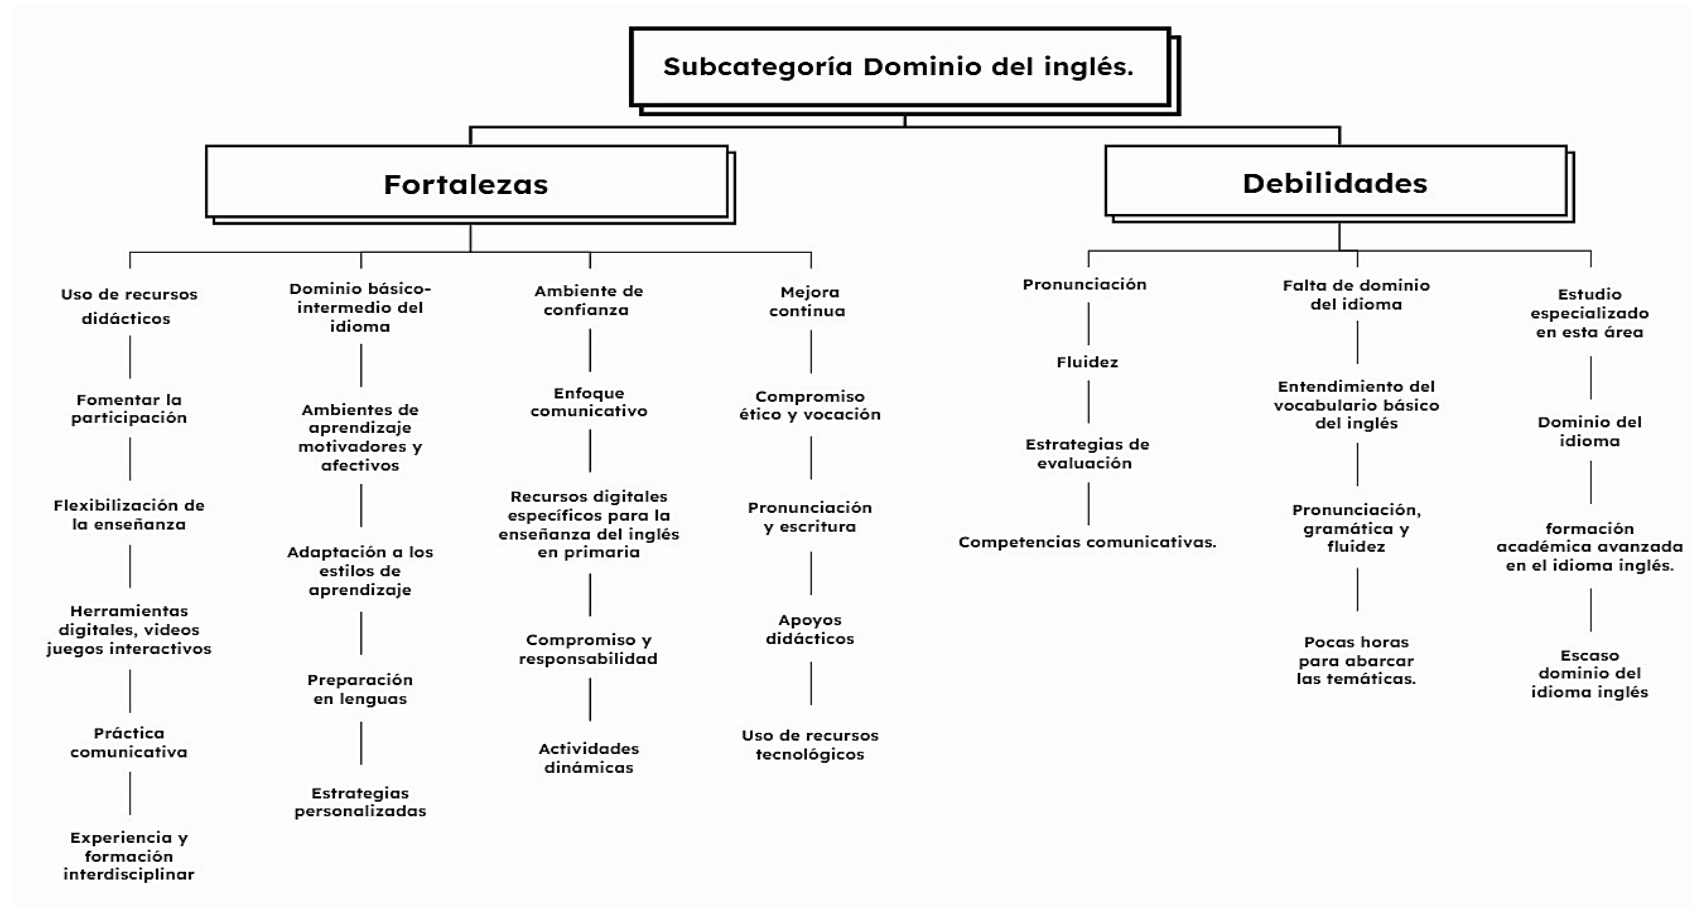 Subcategoría Dominio del inglés.
Fortalezas
Uso de recursos
didácticos
Fomentar la
participación
Flexibilización de
la enseñanza
Herramientas
digitales, videos
juegos interactivos
Práctica
comunicativa
Experiencia y
formación
interdisciplinar
Dominio básico-
intermedio del
idioma
Ambientes de
aprendizaje
motivadores y
afectivos
Adaptación a los
estilos de
aprendizaje
Preparación
en lenguas
Estrategias
personalizadas
Ambiente de
confianza
Enfoque
comunicativo
Recursos digitales
específicos para la
enseñanza del inglés
en primaria
Compromiso y
responsabilidad
Actividades
dinámicas
Mejora
continua
Compromiso
ético y vocación
Pronunciación
y escritura
Apoyos
didácticos
Uso de recursos
tecnológicos
Debilidades
Pronunciación
Fluidez
Estrategias de
evaluación
Competencias comunicativas.
Falta de dominio
del idioma
Entendimiento del
vocabulario básico
del inglés
Pronunciación,
gramática y
fluidez
Pocas horas
para abarcar
las temáticas.
Estudio
especializado
en esta área
Dominio del
idioma
formación
académica avanzada
en el idioma inglés.
Escaso
dominio del
idioma inglés